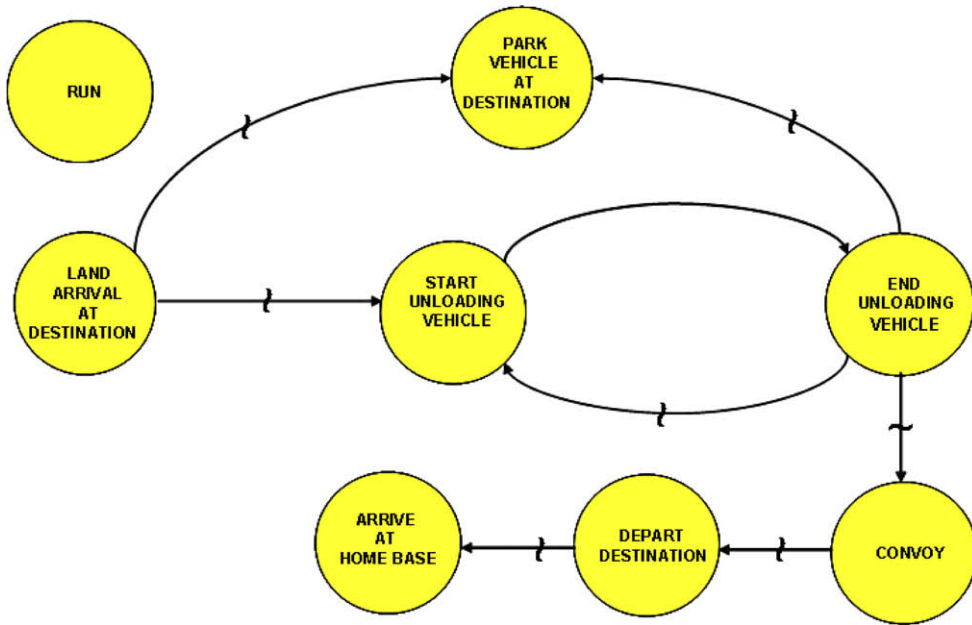 RUN
PARK
VEHICLE
AT
DESTINATION
LAND
ARRIVAL
AT
DESTINATION
START
UNLOADING
VEHICLE
END
UNLOADING
VEHICLE
ARRIVE
AT
HOME BASE
DEPART
DESTINATION
CONVOY